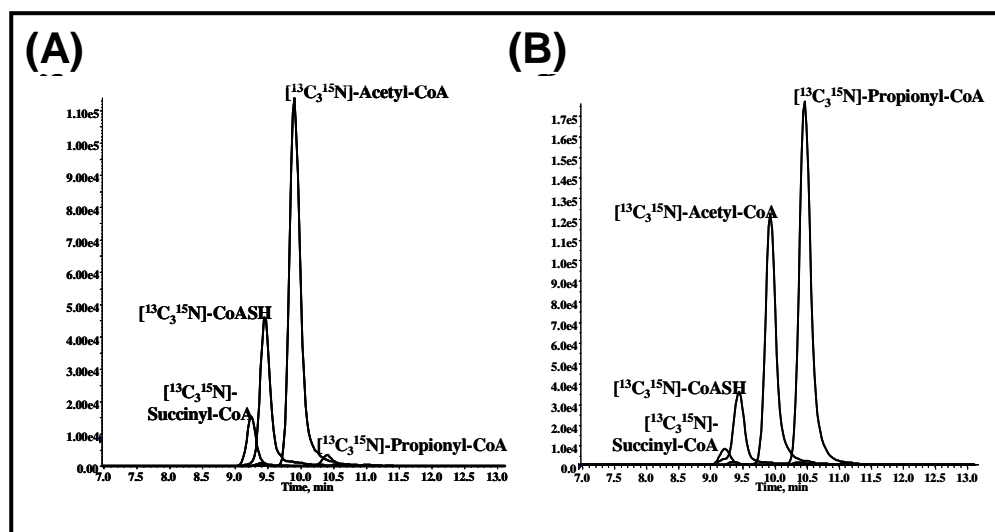 (A)
[¹³C₃¹⁵N]-Acetyl-CoA
1.10e5
1.00e5
9.00e4
8.00e4
7.00e4
6.00e4
5.00e4
4.00e4
3.00e4
2.00e4
1.00e4
0.00
[¹³C₃¹⁵N]-CoASH
[¹³C₃¹⁵N]-
Succinyl-CoA
[¹³C₃¹⁵N]-Propionyl-CoA
7.0 7.5 8.0 8.5 9.0 9.5 10.0 10.5 11.0 11.5 12.0 12.5 13.0
Time, min
(B)
[¹³C₃¹⁵N]-Propionyl-CoA
1.7e5
1.6e5
1.5e5
1.4e5
1.3e5
1.2e5
1.1e5
1.0e5
9.0e4
8.0e4
7.0e4
6.0e4
5.0e4
4.0e4
3.0e4
2.0e4
1.0e4
0.0
[¹³C₃¹⁵N]-Acetyl-CoA
[¹³C₃¹⁵N]-CoASH
[¹³C₃¹⁵N]-
Succinyl-CoA
7.0 7.5 8.0 8.5 9.0 9.5 10.0 10.5 11.0 11.5 12.0 12.5 13.0
Time, min